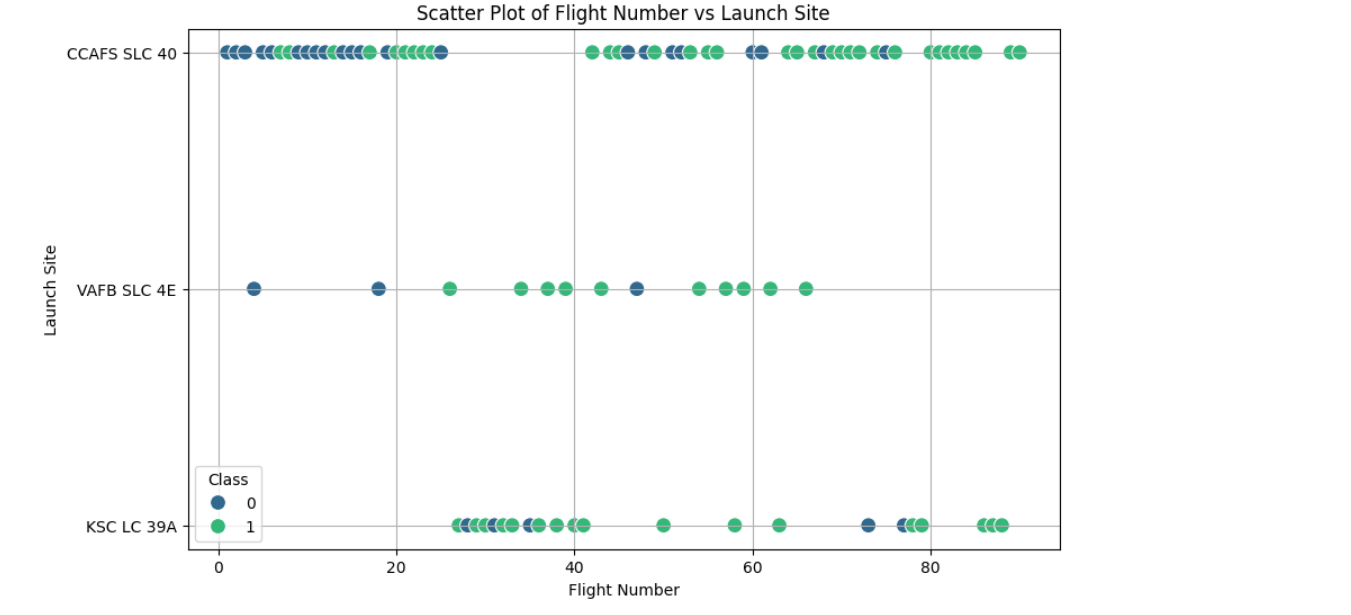 Scatter Plot of Flight Number vs Launch Site
CCAFS SLC 40
VAFB SLC 4E
KSC LC 39A
Launch Site
Class
0
1
0 20 40 60 80
Flight Number